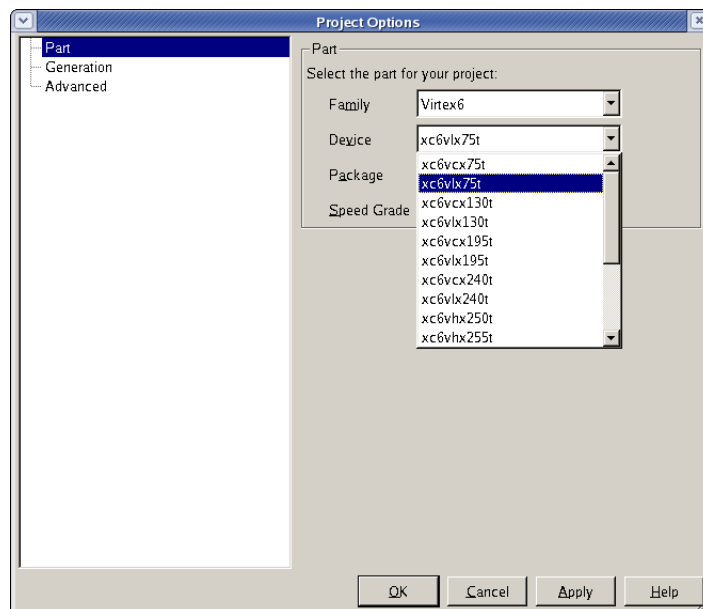 Project Options
Part
Generation
Advanced
Part
Select the part for your project:
Family Virtex6
Device xc6vlx75t
Package
Speed Grade
xc6vcx75t
xc6vlx75t
xc6vcx130t
xc6vlx130t
xc6vcx195t
xc6vlx195t
xc6vcx240t
xc6vlx240t
xc6vhx250t
xc6vhx255t
OK Cancel Apply Help